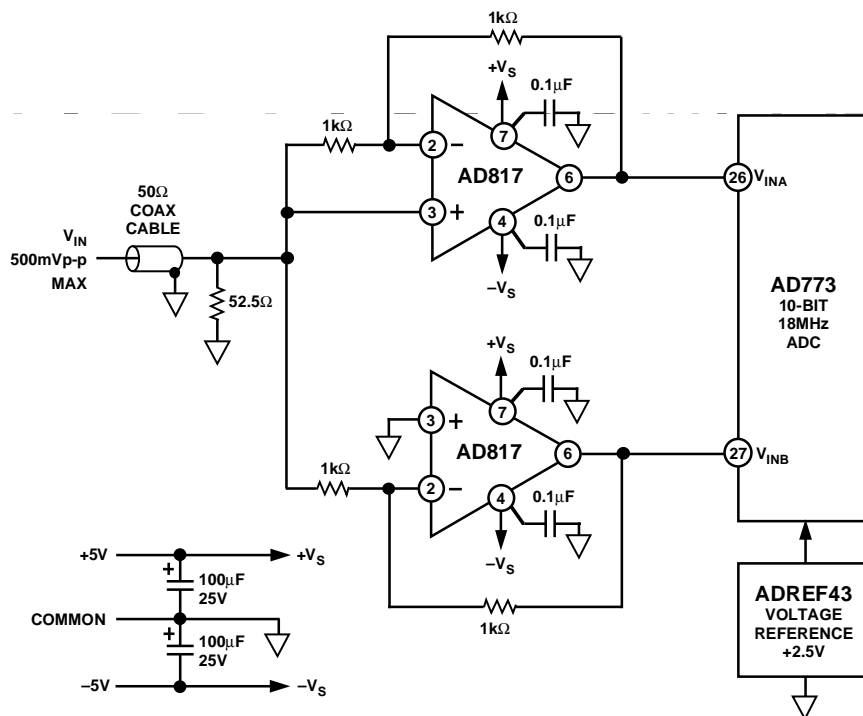 1kΩ
+VS
0.1µF
1kΩ
2
−
7
AD817
6
26
VINA
3
+
4
0.1µF
−VS
50Ω
COAX
CABLE
VIN
500mVp-p
MAX
52.5Ω
AD773
10-BIT
18MHz
ADC
+VS
0.1µF
3
+
7
AD817
6
27
VINB
1kΩ
2
−
4
0.1µF
−VS
1kΩ
+5V
+VS
+
100µF
25V
COMMON
+
100µF
25V
−5V
−VS
ADREF43
VOLTAGE
REFERENCE
+2.5V